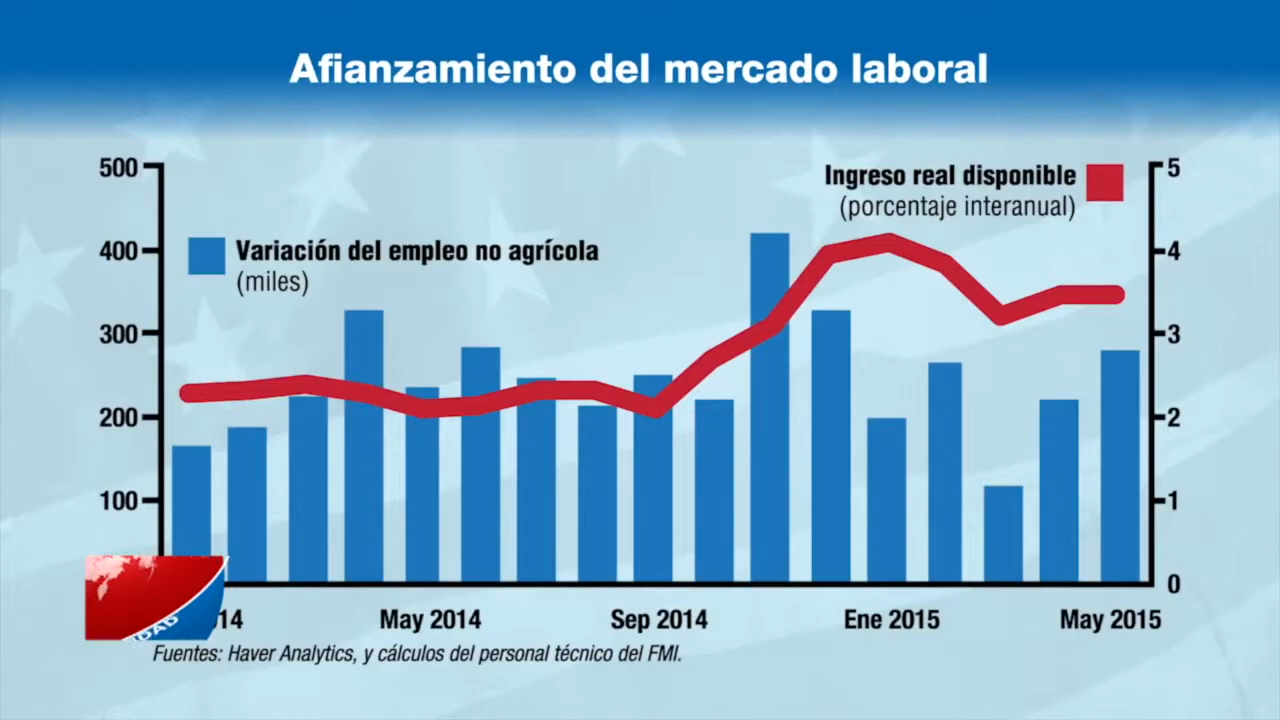 Afianzamiento del mercado laboral
500
400
300
200
100
Variación del empleo no agrícola
(miles)
Ingreso real disponible
(porcentaje interanual)
5
4
3
2
1
0
14
May 2014
Sep 2014
Ene 2015
May 2015
DAD
Fuentes: Haver Analytics, y cálculos del personal técnico del FMI.